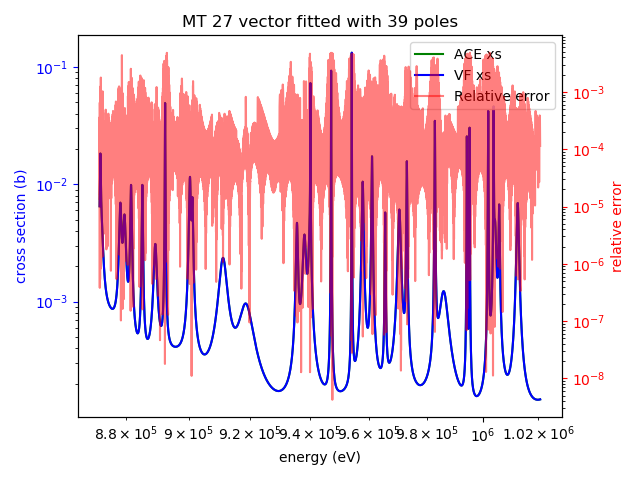 MT 27 vector fitted with 39 poles
ACE xs
VF xs
Relative error
10⁻¹
10⁻²
10⁻³
cross section (b)
10⁻³
10⁻⁴
10⁻⁵
10⁻⁶
10⁻⁷
10⁻⁸
relative error
8.8 × 10⁵ 9 × 10⁵ 9.2 × 10⁵ 9.4 × 10⁵ 9.6 × 10⁵ 9.8 × 10⁵ 10⁶ 1.02 × 10⁶
energy (eV)